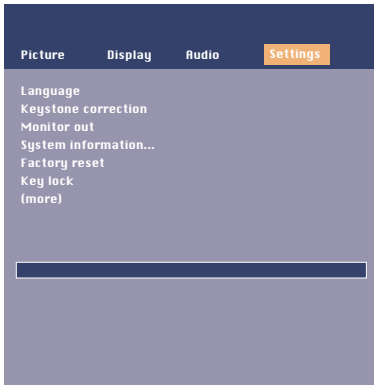 Picture Display Audio Settings
Language
Keystone correction
Monitor out
System information...
Factory reset
Key lock
(more)